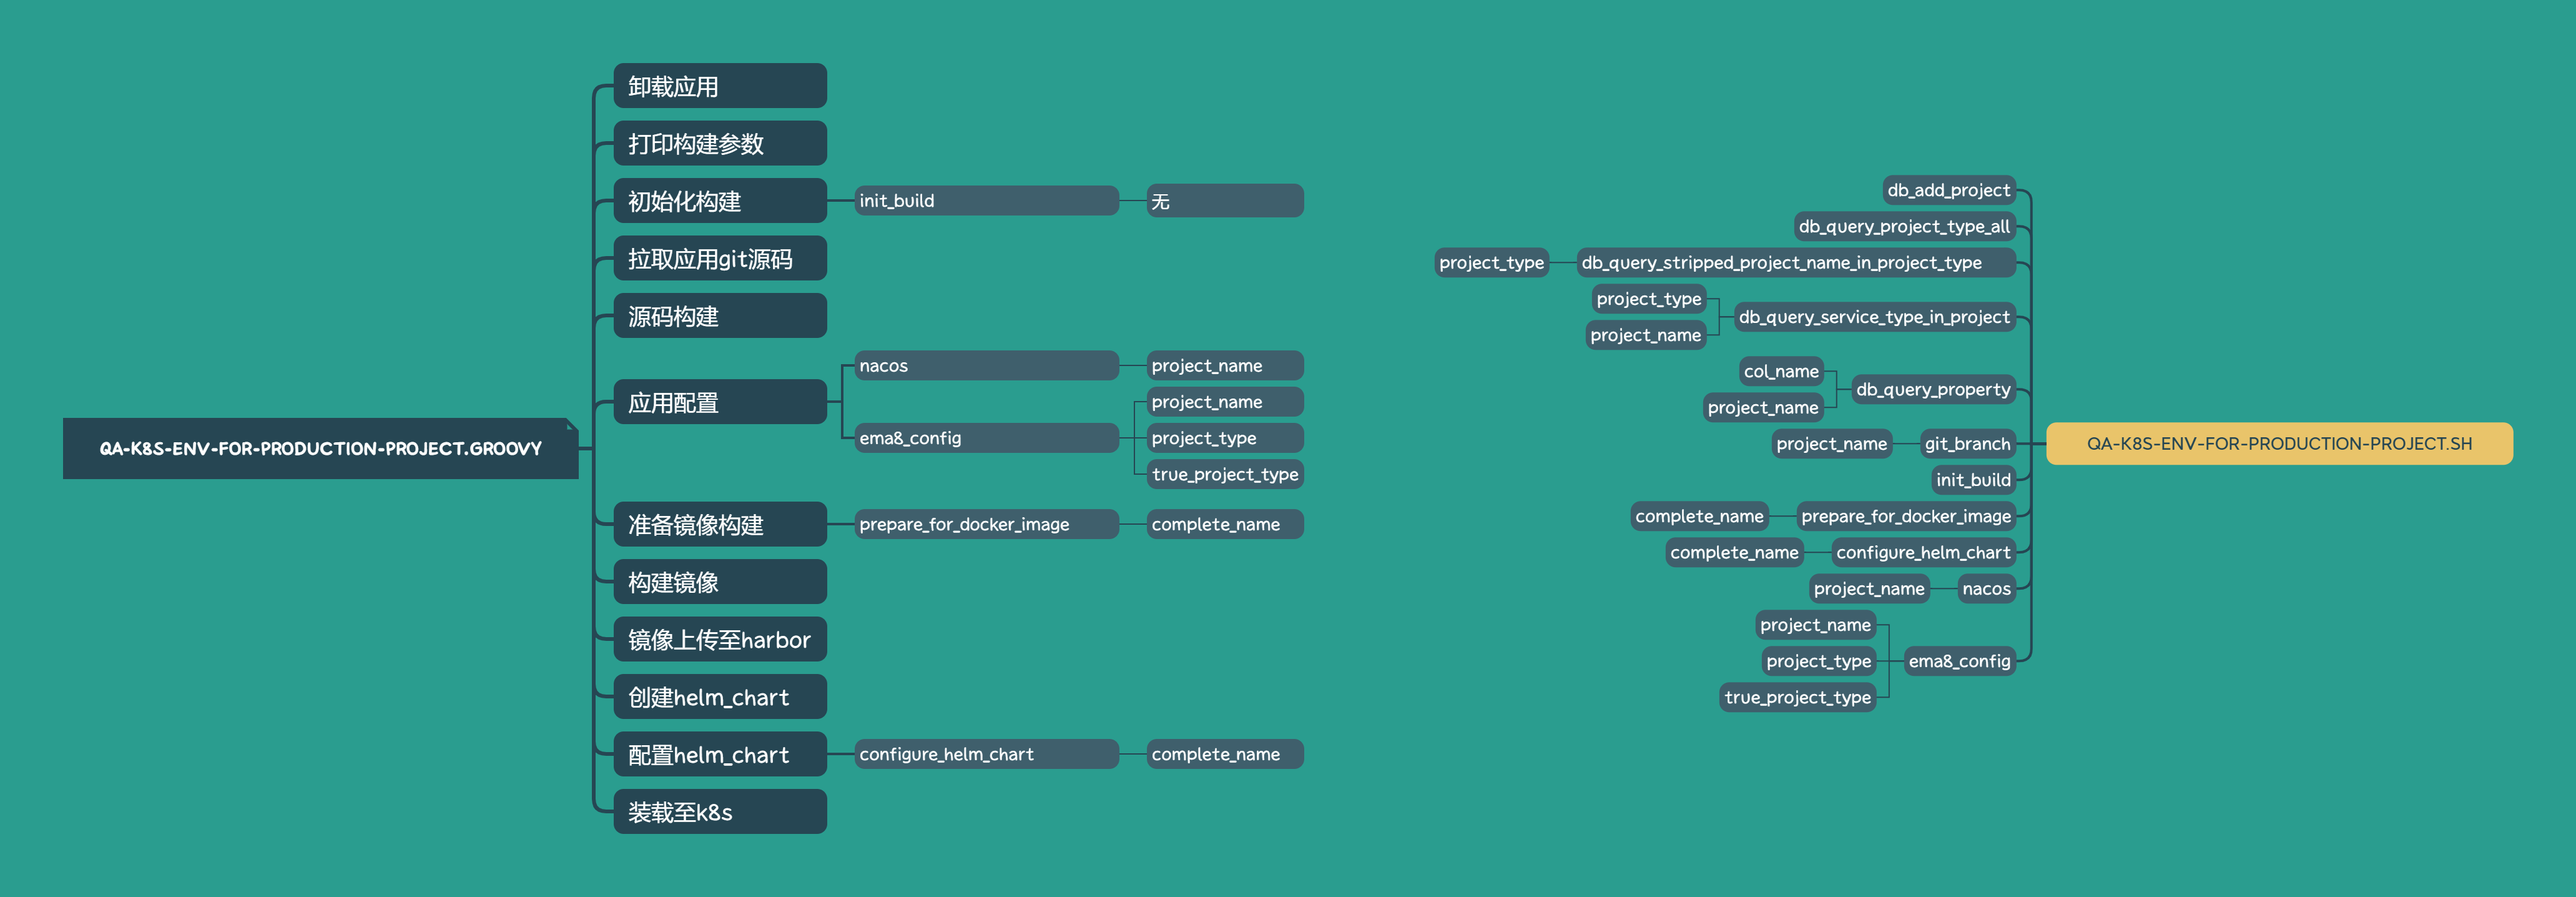 QA-K8S-ENV-FOR-PRODUCTION-PROJECT.GROOVY
卸载应用
打印构建参数
初始化构建
init_build
无
拉取应用git源码
源码构建
应用配置
nacos
project_name
ema8_config
project_name
project_type
true_project_type
准备镜像构建
prepare_for_docker_image
complete_name
构建镜像
镜像上传至harbor
创建helm_chart
配置helm_chart
configure_helm_chart
complete_name
装载至k8s
QA-K8S-ENV-FOR-PRODUCTION-PROJECT.SH
db_add_project
db_query_project_type_all
db_query_stripped_project_name_in_project_type
project_type
db_query_service_type_in_project
project_type
project_name
db_query_property
col_name
project_name
git_branch
project_name
init_build
prepare_for_docker_image
complete_name
configure_helm_chart
complete_name
nacos
project_name
ema8_config
project_name
project_type
true_project_type